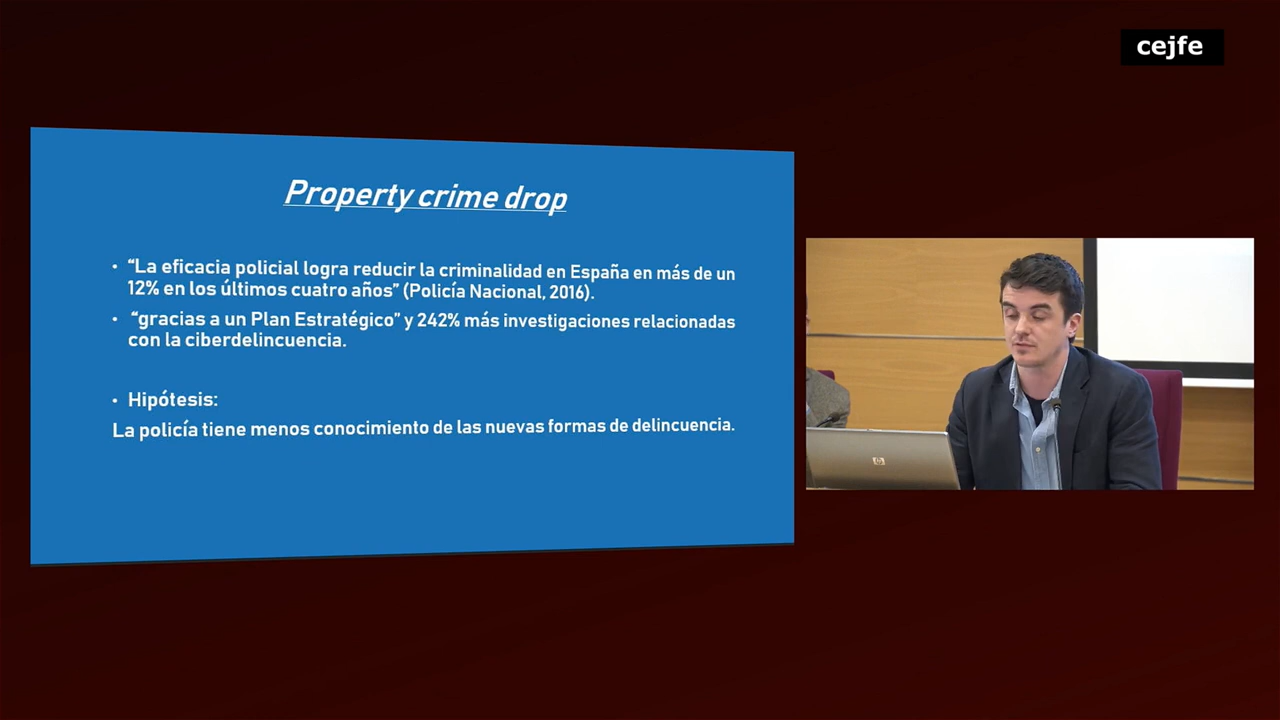 cejfe
Property crime drop
• “La eficacia policial logra reducir la criminalidad en España en más de un
12% en los últimos cuatro años” (Policía Nacional, 2016).
• “gracias a un Plan Estratégico” y 242% más investigaciones relacionadas
con la ciberdelincuencia.
• Hipótesis:
La policía tiene menos conocimiento de las nuevas formas de delincuencia.
hp